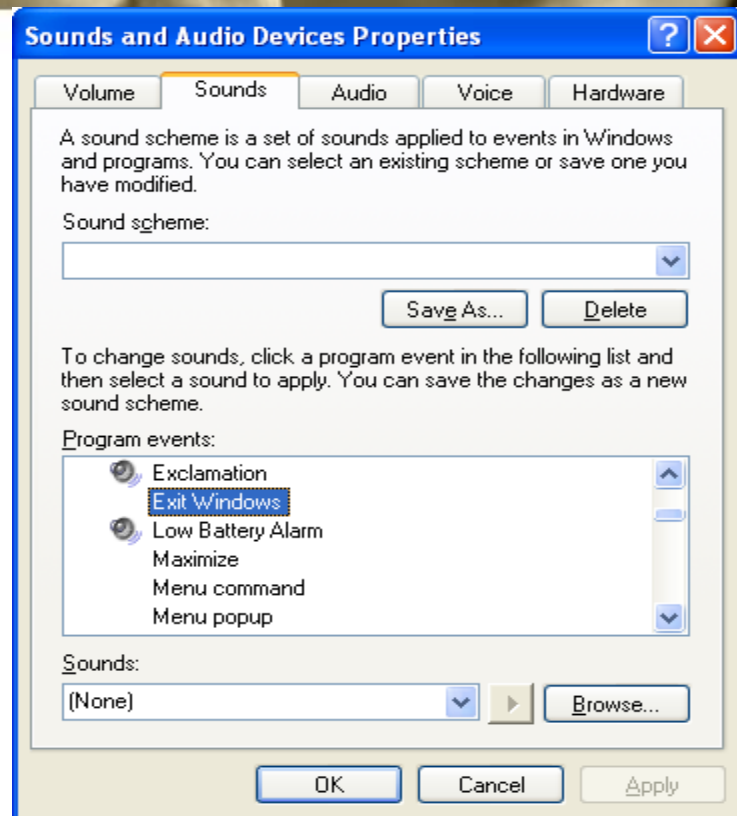 Sounds and Audio Devices Properties
Volume Sounds Audio Voice Hardware
A sound scheme is a set of sounds applied to events in Windows
and programs. You can select an existing scheme or save one you
have modified.
Sound scheme:
Save As... Delete
To change sounds, click a program event in the following list and
then select a sound to apply. You can save the changes as a new
sound scheme.
Program events:
Exclamation
Exit Windows
Low Battery Alarm
Maximize
Menu command
Menu popup
Sounds:
(None) Browse...
OK Cancel Apply